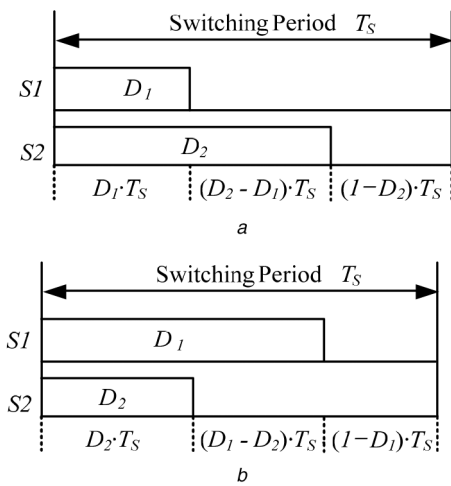 Switching Period T_S
S1 D_1
S2 D_2
D_1·T_S (D_2 - D_1)·T_S (1-D_2)·T_S
a
Switching Period T_S
S1 D_1
S2 D_2
D_2·T_S (D_1 - D_2)·T_S (1-D_1)·T_S
b